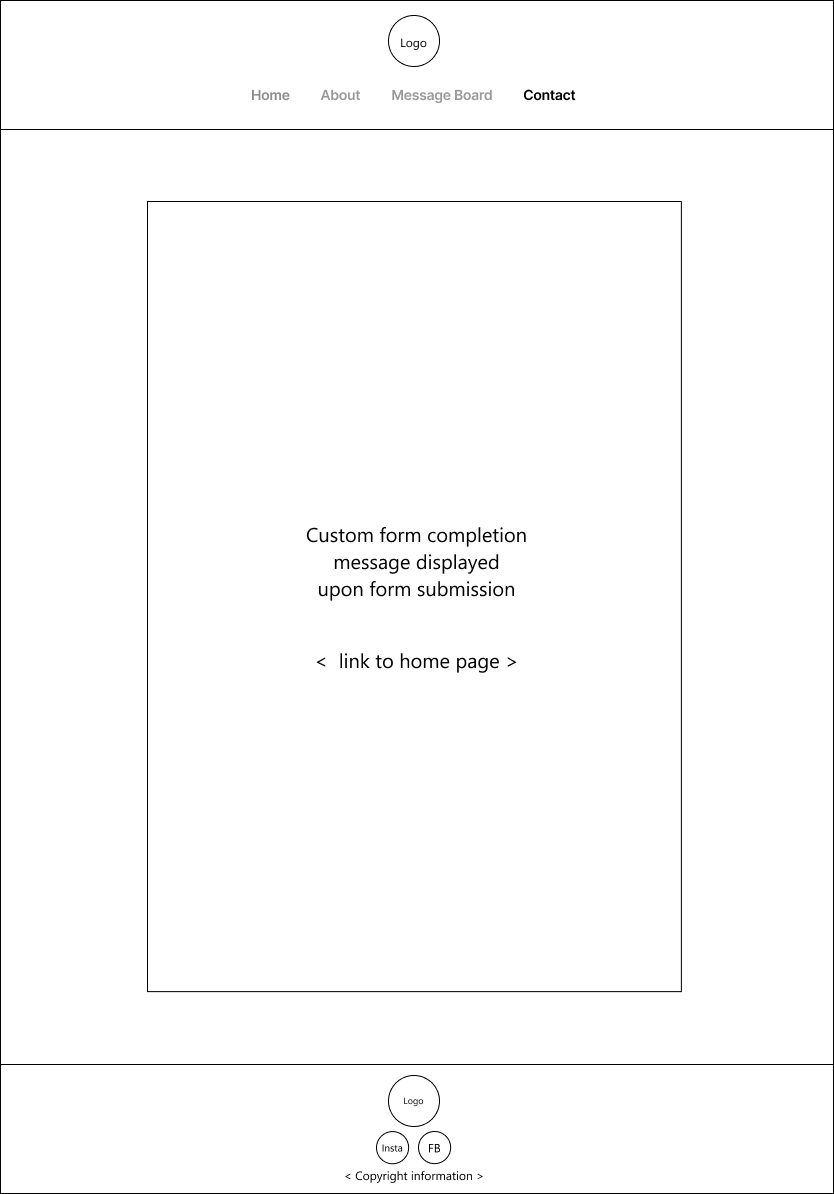 Logo
Home About Message Board Contact
Custom form completion
message displayed
upon form submission
< link to home page >
Logo
Insta FB
< Copyright information >